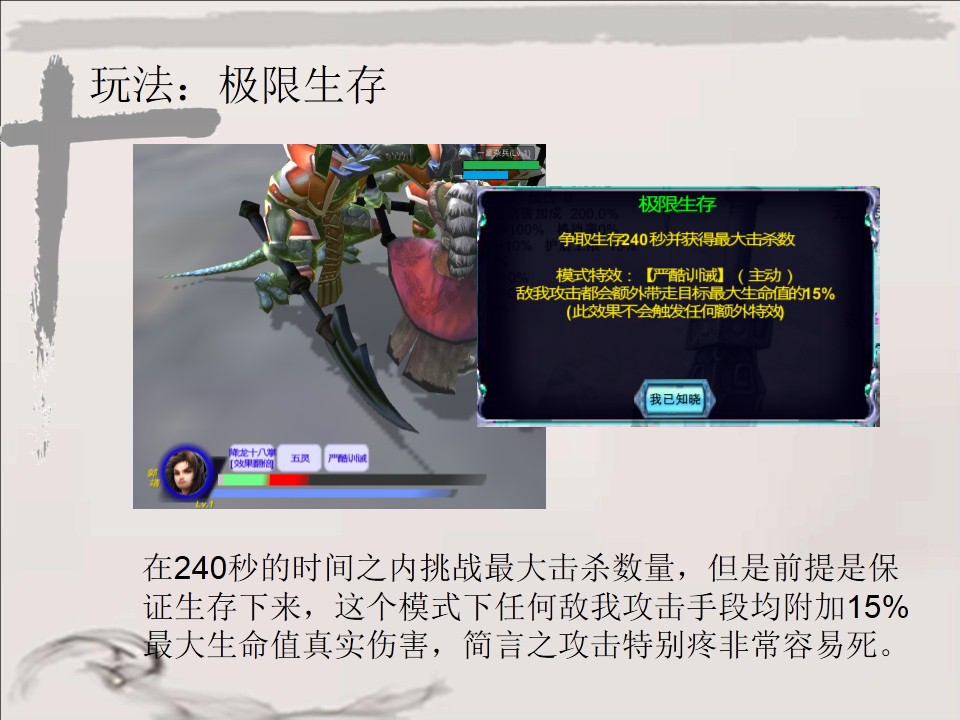 玩法：极限生存
一重杂兵(Lv.1)
极限生存
争取生存240秒并获得最大击杀数
模式特效：【严酷训诫】（主动）
敌我攻击都会额外带走目标最大生命值的15%
(此效果不会触发任何额外特效)
我已知晓
降龙十八掌
[效果翻倍]
五灵
严酷训诫
郭靖
Lv.1
在240秒的时间之内挑战最大击杀数量，但是前提是保
证生存下来，这个模式下任何敌我攻击手段均附加15%
最大生命值真实伤害，简言之攻击特别疼非常容易死。